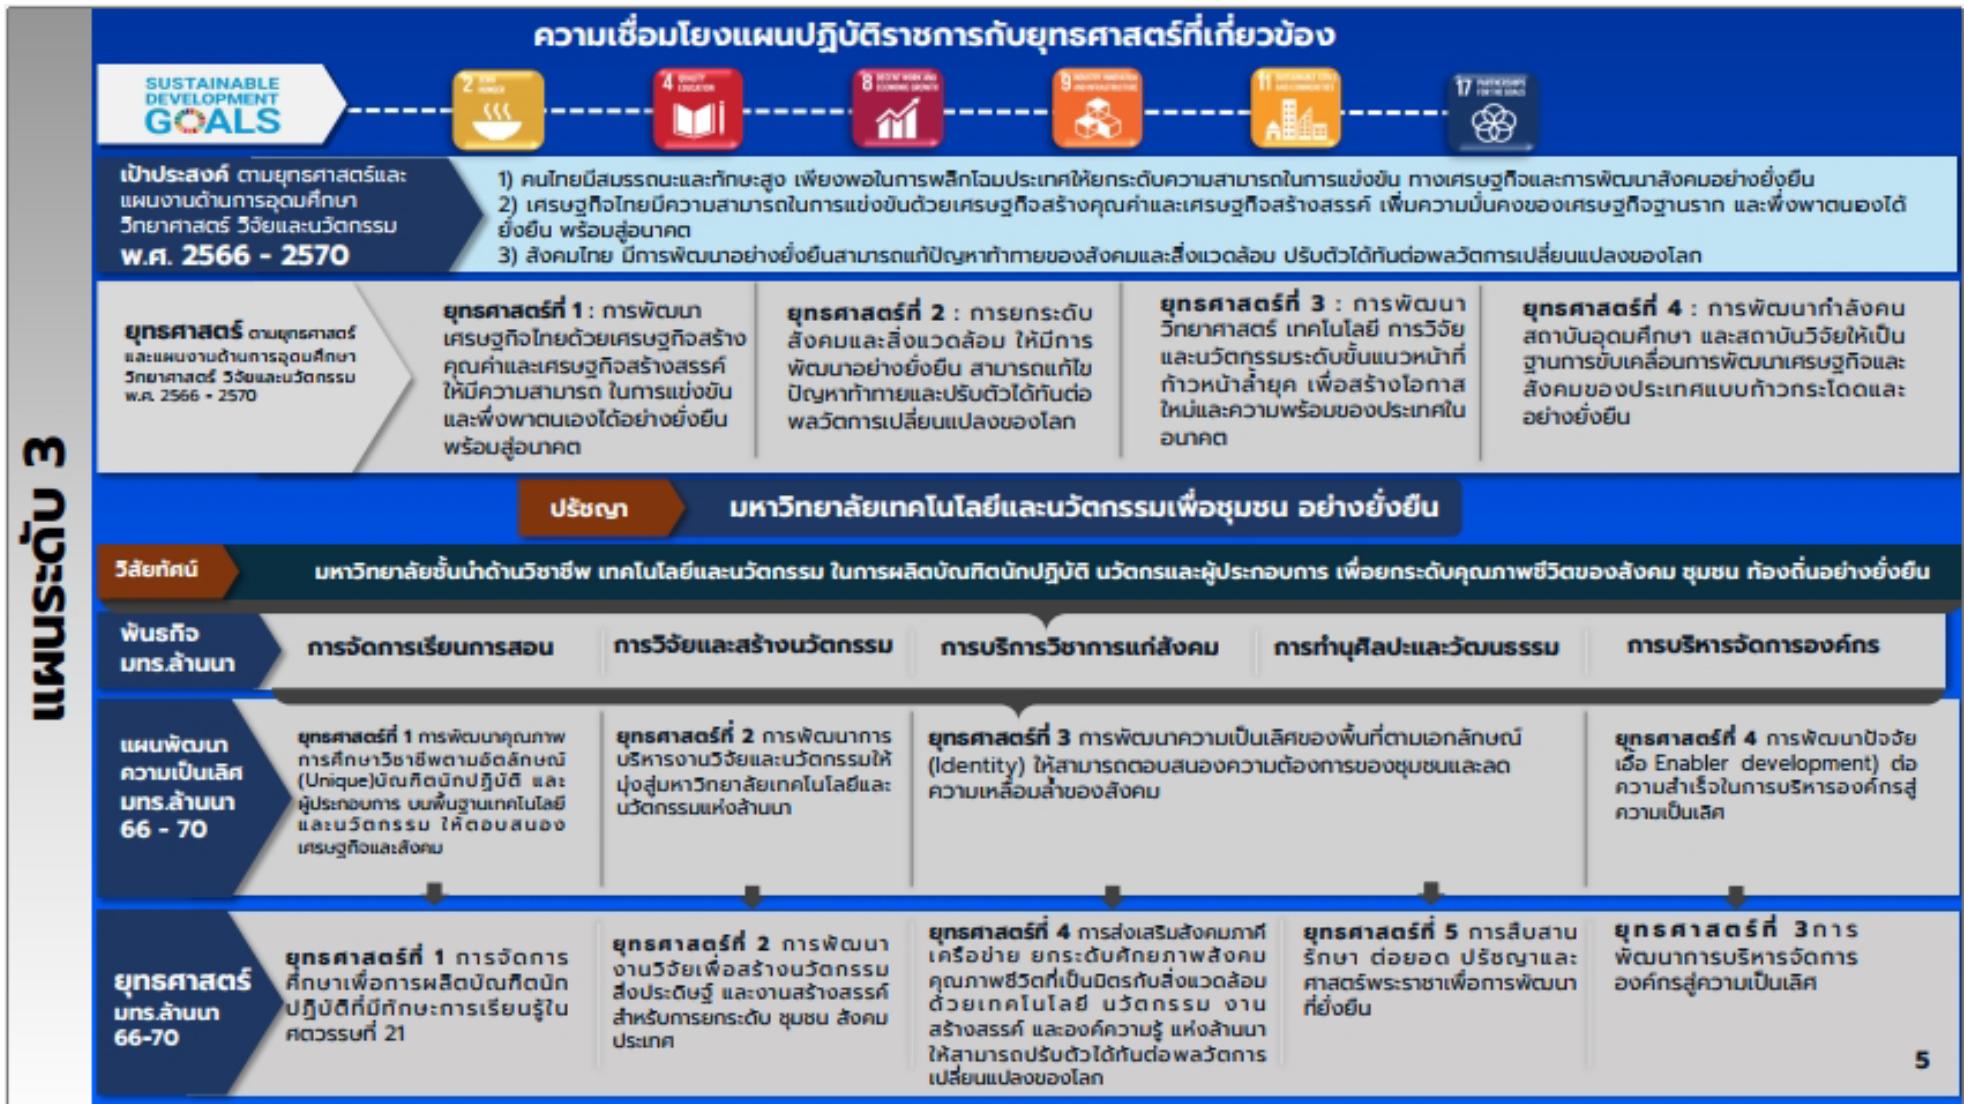 ความเชื่อมโยงแผนปฏิบัติราชการกับยุทธศาสตร์ที่เกี่ยวข้อง
แผนระดับ 3
SUSTAINABLE
DEVELOPMENT
GOALS
2 ZERO
HUNGER
4 QUALITY
EDUCATION
8 DECENT WORK AND
ECONOMIC GROWTH
9 INDUSTRY, INNOVATION
AND INFRASTRUCTURE
11 SUSTAINABLE CITIES
AND COMMUNITIES
17 PARTNERSHIPS
FOR THE GOALS
เป้าประสงค์ ตามยุทธศาสตร์และ
แผนงานด้านการอุดมศึกษา
วิทยาศาสตร์ วิจัยและนวัตกรรม
พ.ศ. 2566 - 2570
1) คนไทยมีสมรรถนะและทักษะสูง เพียงพอในการพลิกโฉมประเทศให้ยกระดับความสามารถในการแข่งขัน ทางเศรษฐกิจและการพัฒนาสังคมอย่างยั่งยืน
2) เศรษฐกิจไทยมีความสามารถในการแข่งขันด้วยเศรษฐกิจสร้างคุณค่าและเศรษฐกิจสร้างสรรค์ เพิ่มความมั่นคงของเศรษฐกิจฐานราก และพึ่งพาตนเองได้
ยั่งยืน พร้อมสู่อนาคต
3) สังคมไทย มีการพัฒนาอย่างยั่งยืนสามารถแก้ปัญหาท้าทายของสังคมและสิ่งแวดล้อม ปรับตัวได้ทันต่อพลวัตการเปลี่ยนแปลงของโลก
ยุทธศาสตร์ ตามยุทธศาสตร์
และแผนงานด้านการอุดมศึกษา
วิทยาศาสตร์ วิจัยและนวัตกรรม
พ.ศ. 2566 - 2570
ยุทธศาสตร์ที่ 1 : การพัฒนา
เศรษฐกิจไทยด้วยเศรษฐกิจสร้าง
คุณค่าและเศรษฐกิจสร้างสรรค์
ให้มีความสามารถ ในการแข่งขัน
และพึ่งพาตนเองได้อย่างยั่งยืน
พร้อมสู่อนาคต
ยุทธศาสตร์ที่ 2 : การยกระดับ
สังคมและสิ่งแวดล้อม ให้มีการ
พัฒนาอย่างยั่งยืน สามารถแก้ไข
ปัญหาท้าทายและปรับตัวได้ทันต่อ
พลวัตการเปลี่ยนแปลงของโลก
ยุทธศาสตร์ที่ 3 : การพัฒนา
วิทยาศาสตร์ เทคโนโลยี การวิจัย
และนวัตกรรมระดับขั้นแนวหน้าที่
ก้าวหน้าล้ำยุค เพื่อสร้างโอกาส
ใหม่และความพร้อมของประเทศใน
อนาคต
ยุทธศาสตร์ที่ 4 : การพัฒนากำลังคน
สถาบันอุดมศึกษา และสถาบันวิจัยให้เป็น
ฐานการขับเคลื่อนการพัฒนาเศรษฐกิจและ
สังคมของประเทศแบบก้าวกระโดดและ
อย่างยั่งยืน
ปรัชญา
มหาวิทยาลัยเทคโนโลยีและนวัตกรรมเพื่อชุมชน อย่างยั่งยืน
วิสัยทัศน์
มหาวิทยาลัยชั้นนำด้านวิชาชีพ เทคโนโลยีและนวัตกรรม ในการผลิตบัณฑิตนักปฏิบัติ นวัตกรและผู้ประกอบการ เพื่อยกระดับคุณภาพชีวิตของสังคม ชุมชน ท้องถิ่นอย่างยั่งยืน
พันธกิจ
มทร.ล้านนา
การจัดการเรียนการสอน
การวิจัยและสร้างนวัตกรรม
การบริการวิชาการแก่สังคม
การทำนุศิลปะและวัฒนธรรม
การบริหารจัดการองค์กร
แผนพัฒนา
ความเป็นเลิศ
มทร.ล้านนา
66 - 70
ยุทธศาสตร์ที่ 1 การพัฒนาคุณภาพ
การศึกษาวิชาชีพตามอัตลักษณ์
(Unique)บัณฑิตนักปฏิบัติ และ
ผู้ประกอบการ บนพื้นฐานเทคโนโลยี
และนวัตกรรม ให้ตอบสนอง
เศรษฐกิจและสังคม
ยุทธศาสตร์ที่ 2 การพัฒนาการ
บริหารงานวิจัยและนวัตกรรมให้
มุ่งสู่มหาวิทยาลัยเทคโนโลยีและ
นวัตกรรมแห่งล้านนา
ยุทธศาสตร์ที่ 3 การพัฒนาความเป็นเลิศของพื้นที่ตามเอกลักษณ์
(Identity) ให้สามารถตอบสนองความต้องการของชุมชนและลด
ความเหลื่อมล้ำของสังคม
ยุทธศาสตร์ที่ 4 การพัฒนาปัจจัย
เอื้อ Enabler development) ต่อ
ความสำเร็จในการบริหารองค์กรสู่
ความเป็นเลิศ
ยุทธศาสตร์
มทร.ล้านนา
66-70
ยุทธศาสตร์ที่ 1 การจัดการ
ศึกษาเพื่อการผลิตบัณฑิตนัก
ปฏิบัติที่มีทักษะการเรียนรู้ใน
ศตวรรษที่ 21
ยุทธศาสตร์ที่ 2 การพัฒนา
งานวิจัยเพื่อสร้างนวัตกรรม
สิ่งประดิษฐ์ และงานสร้างสรรค์
สำหรับการยกระดับ ชุมชน สังคม
ประเทศ
ยุทธศาสตร์ที่ 4 การส่งเสริมสังคมภาคี
เครือข่าย ยกระดับศักยภาพสังคม
คุณภาพชีวิตที่เป็นมิตรกับสิ่งแวดล้อม
ด้วยเทคโนโลยี นวัตกรรม งาน
สร้างสรรค์ และองค์ความรู้ แห่งล้านนา
ให้สามารถปรับตัวได้ทันต่อพลวัตการ
เปลี่ยนแปลงของโลก
ยุทธศาสตร์ที่ 5 การสืบสาน
รักษา ต่อยอด ปรัชญาและ
ศาสตร์พระราชาเพื่อการพัฒนา
ที่ยั่งยืน
ยุทธศาสตร์ที่ 3การ
พัฒนาการบริหารจัดการ
องค์กรสู่ความเป็นเลิศ
5